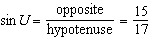 sin U = opposite / hypotenuse = 15 / 17